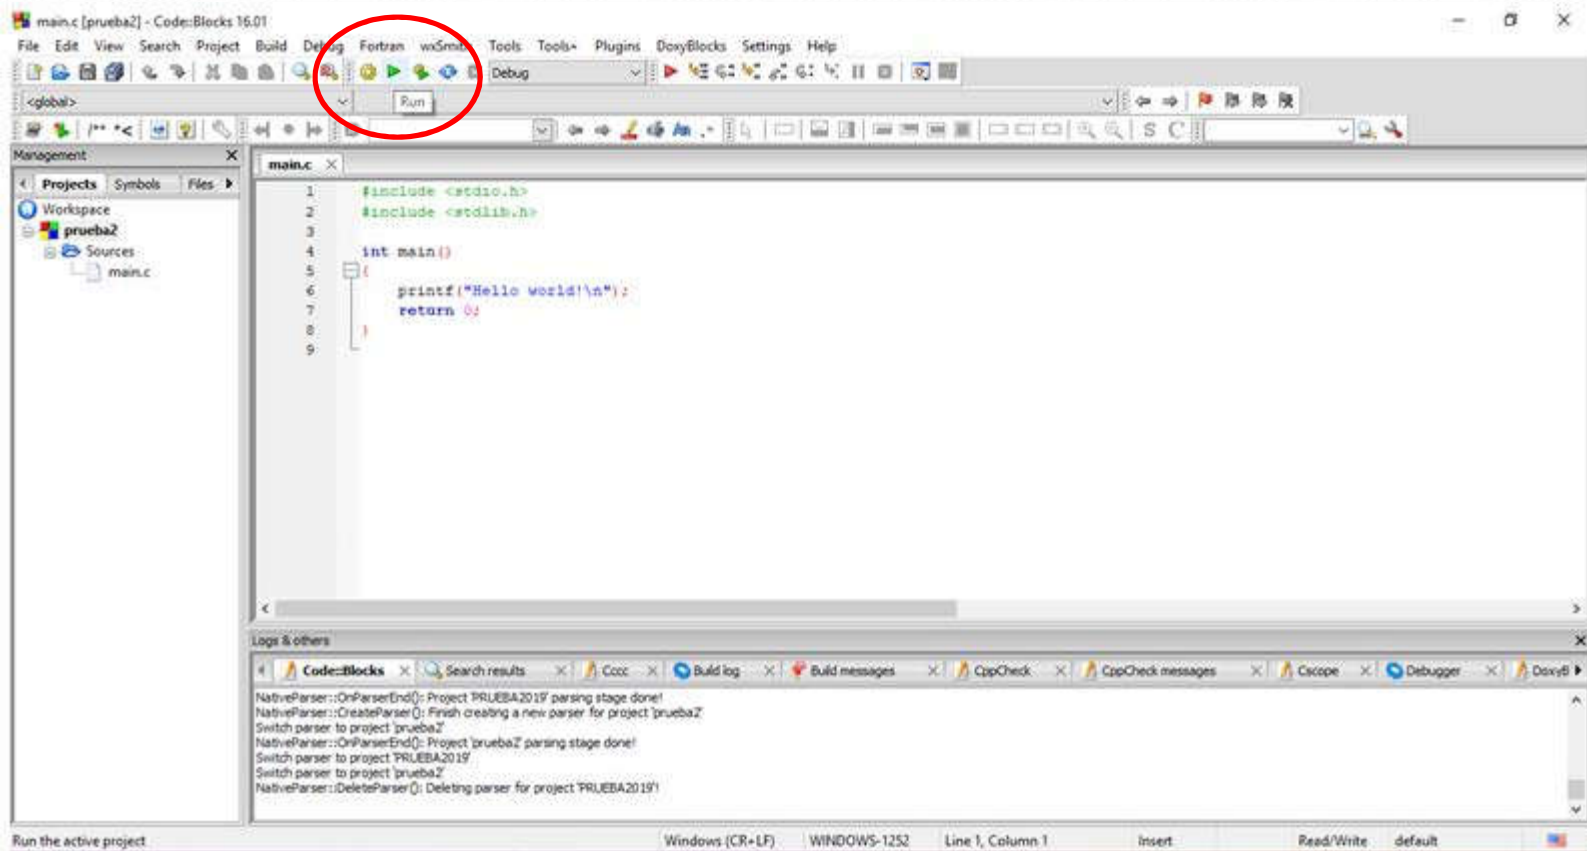 main.c [prueba2] - Code::Blocks 16.01
File Edit View Search Project Build Debug Fortran wxSmith Tools Tools+ Plugins DoxyBlocks Settings Help
Debug
<global>
Run
/** *<
S C
Management
main.c
Projects Symbols Files
Workspace
prueba2
Sources
main.c
1 #include <stdio.h>
2 #include <stdlib.h>
3
4 int main()
5 {
6 printf("Hello world!\n");
7 return 0;
8 }
9
Logs & others
Code::Blocks Search results Cccc Build log Build messages CppCheck CppCheck messages Cscope Debugger DoxyB
NativeParser::OnParserEnd(): Project 'PRUEBA2019' parsing stage done!
NativeParser::CreateParser(): Finish creating a new parser for project 'prueba2'
Switch parser to project 'prueba2'
NativeParser::OnParserEnd(): Project 'prueba2' parsing stage done!
Switch parser to project 'PRUEBA2019'
Switch parser to project 'prueba2'
NativeParser::DeleteParser(): Deleting parser for project 'PRUEBA2019'!
Run the active project Windows (CR+LF) WINDOWS-1252 Line 1, Column 1 Insert Read/Write default